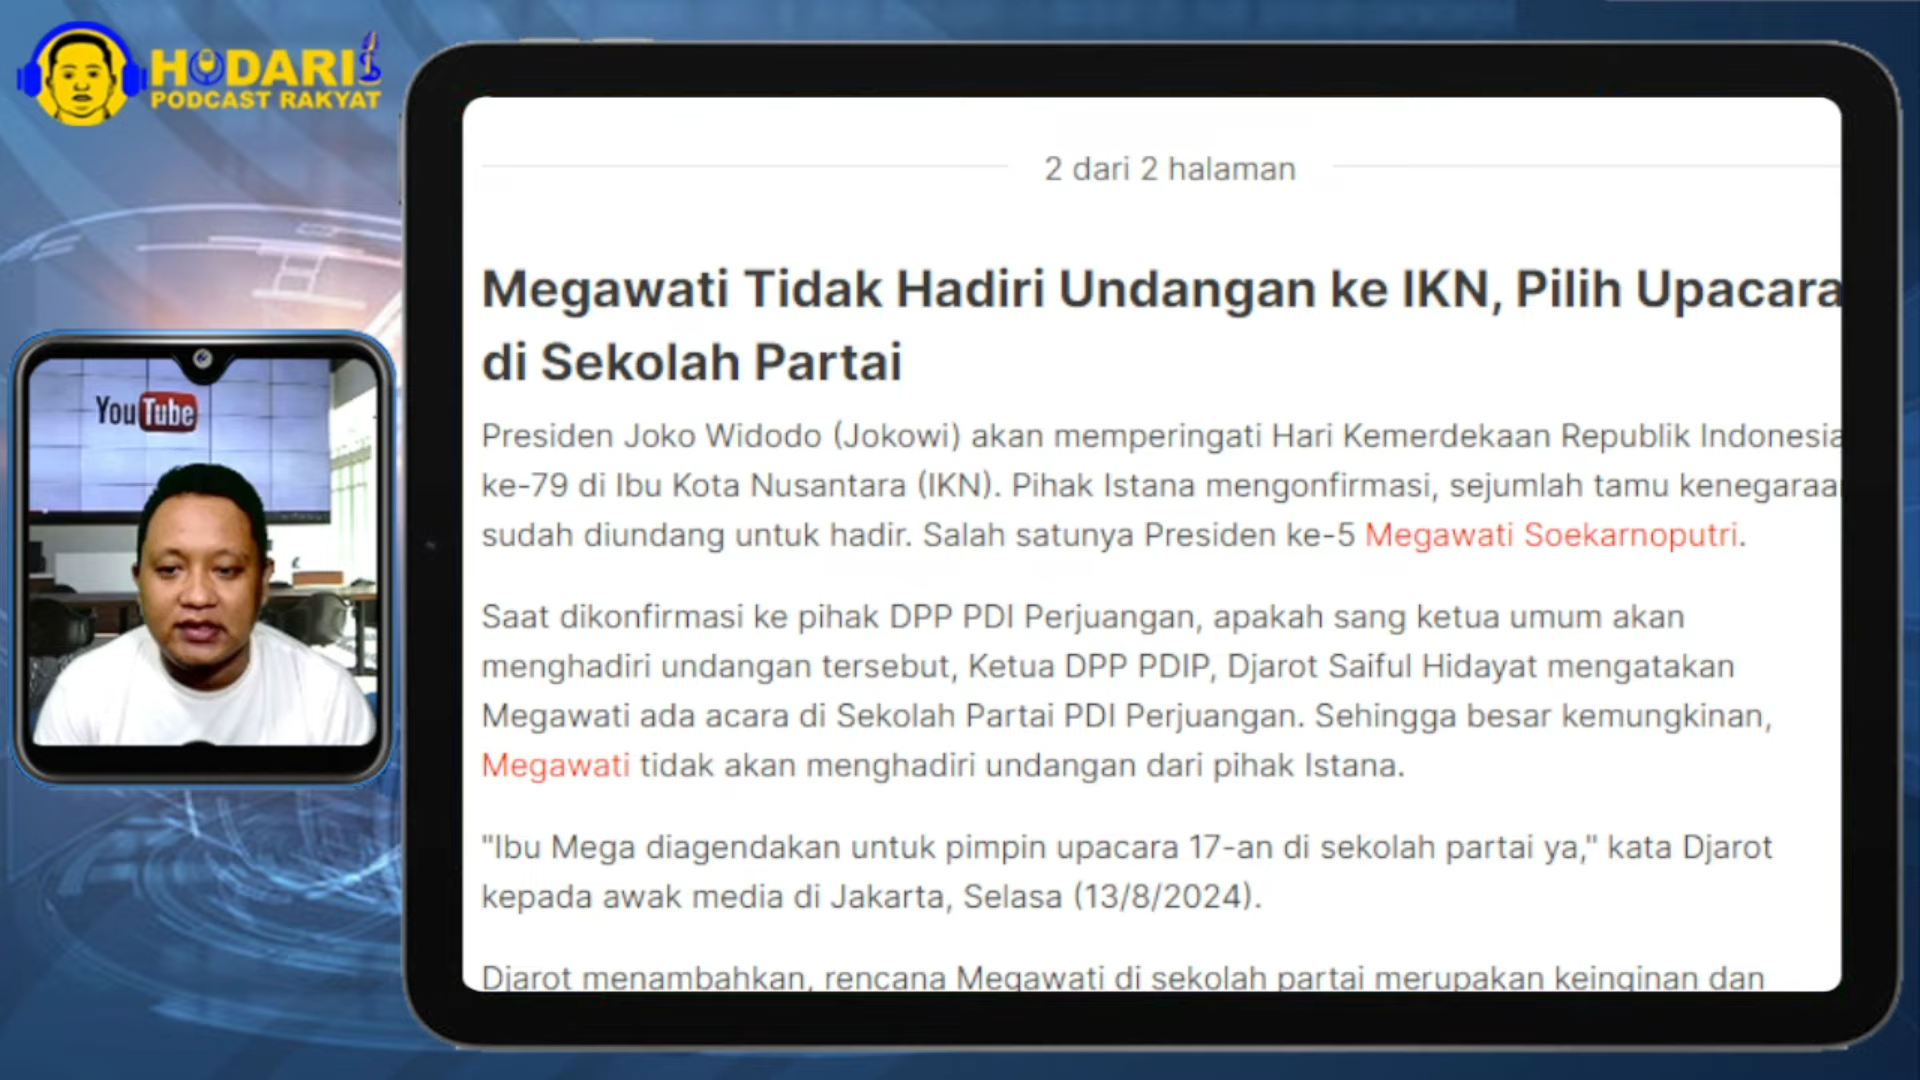 HODARI
PODCAST RAKYAT
YouTube
2 dari 2 halaman
Megawati Tidak Hadiri Undangan ke IKN, Pilih Upacara
di Sekolah Partai
Presiden Joko Widodo (Jokowi) akan memperingati Hari Kemerdekaan Republik Indonesia
ke-79 di Ibu Kota Nusantara (IKN). Pihak Istana mengonfirmasi, sejumlah tamu kenegaraa
sudah diundang untuk hadir. Salah satunya Presiden ke-5 Megawati Soekarnoputri.
Saat dikonfirmasi ke pihak DPP PDI Perjuangan, apakah sang ketua umum akan
menghadiri undangan tersebut, Ketua DPP PDIP, Djarot Saiful Hidayat mengatakan
Megawati ada acara di Sekolah Partai PDI Perjuangan. Sehingga besar kemungkinan,
Megawati tidak akan menghadiri undangan dari pihak Istana.
"Ibu Mega diagendakan untuk pimpin upacara 17-an di sekolah partai ya," kata Djarot
kepada awak media di Jakarta, Selasa (13/8/2024).
Djarot menambahkan, rencana Megawati di sekolah partai merupakan keinginan dan